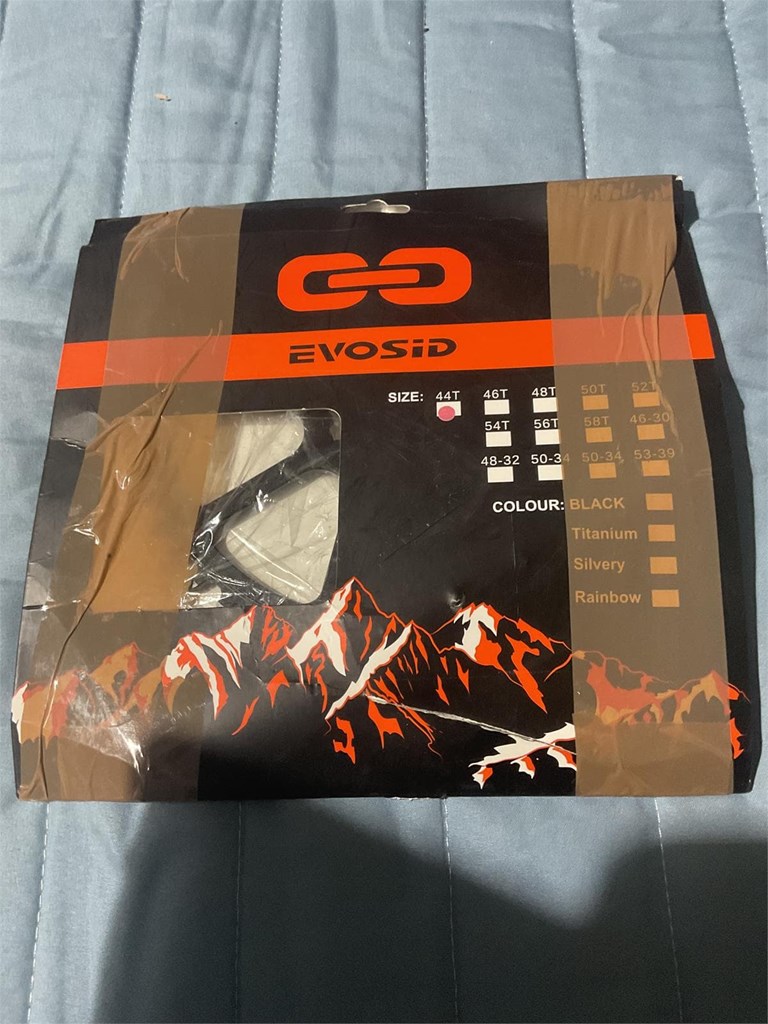 EVOSiD
SIZE: 44T 46T 48T 50T 52T
54T 56T 58T 46-30
48-32 50-34 50-34 53-39
COLOUR: BLACK
Titanium
Silvery
Rainbow